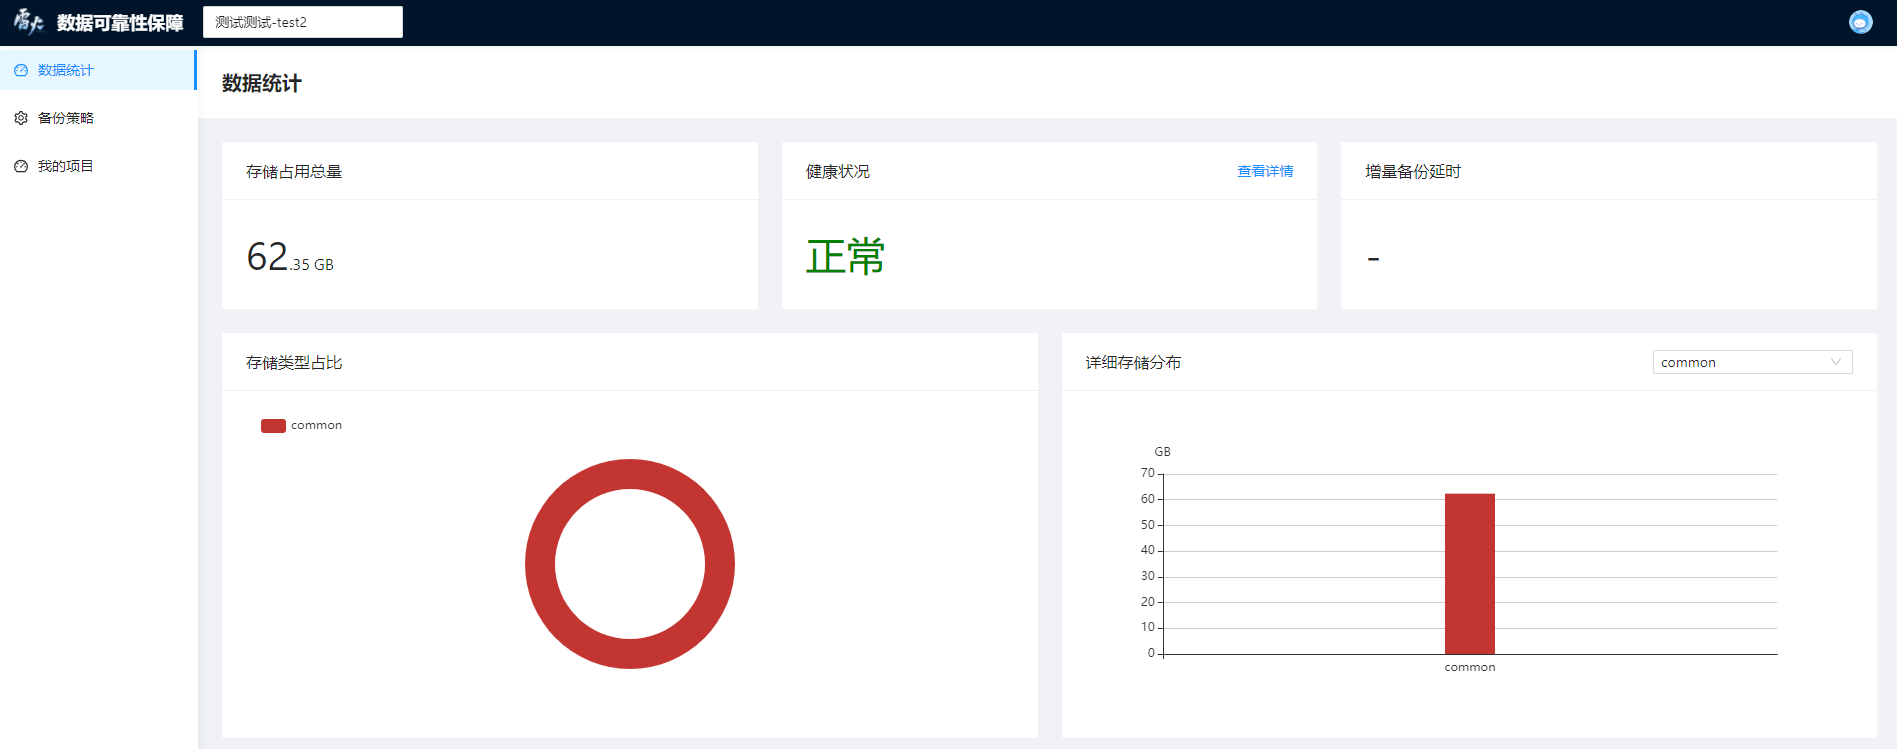 雷火 数据可靠性保障 测试测试-test2
数据统计
备份策略
我的项目
数据统计
存储占用总量
62.35 GB
健康状况 查看详情
正常
增量备份延时
-
存储类型占比
common
详细存储分布 common
GB
70
60
50
40
30
20
10
0
common